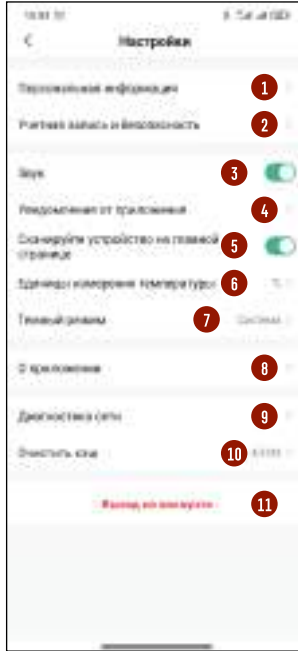 Настройки
Персональная информация
1
Учетная запись и безопасность
2
Звук
3
Уведомления от приложения
4
Сканируйте устройство на главной
странице
5
Единицы измерения температуры
6
Темный режим
7
Система
О приложении
8
Диагностика сети
9
Очистить кэш
10
Выход из аккаунта
11